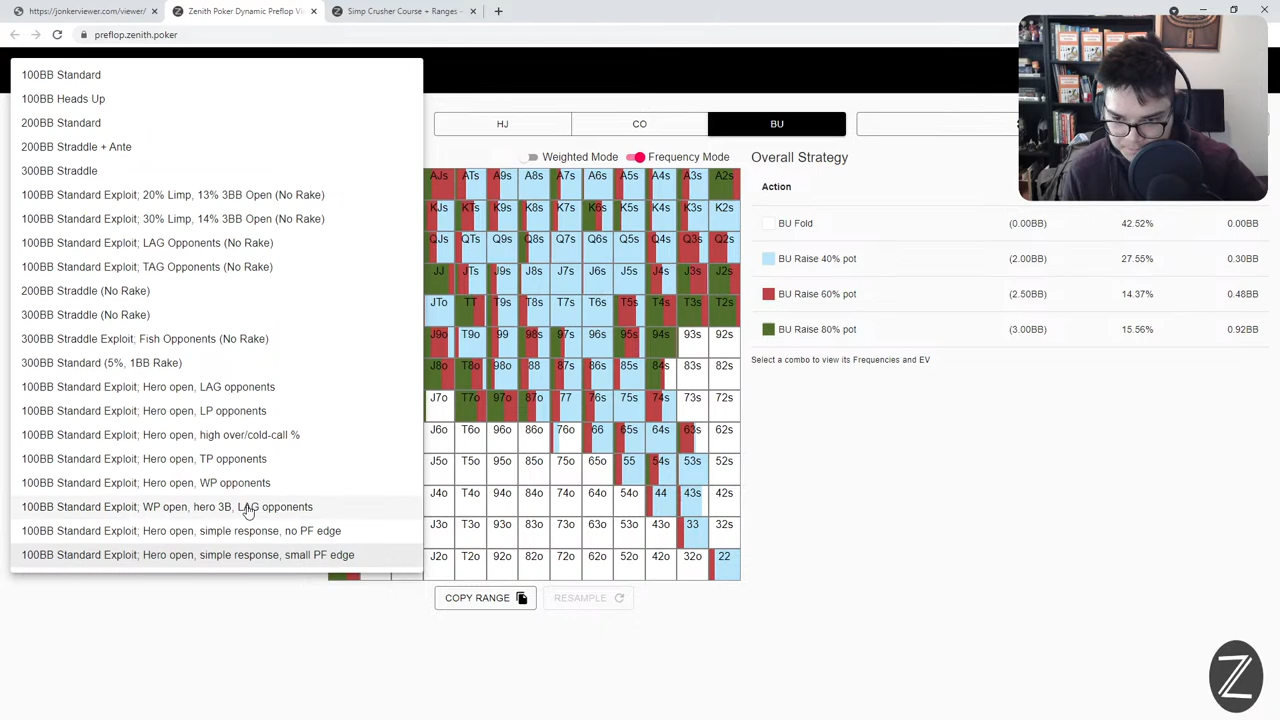 https://jonkerviewer.com/viewer/
Zenith Poker Dynamic Preflop Vie
Simp Crusher Course + Ranges -
preflop.zenith.poker
100BB Standard
100BB Heads Up
200BB Standard
200BB Straddle + Ante
300BB Straddle
100BB Standard Exploit; 20% Limp, 13% 3BB Open (No Rake)
100BB Standard Exploit; 30% Limp, 14% 3BB Open (No Rake)
100BB Standard Exploit; LAG Opponents (No Rake)
100BB Standard Exploit; TAG Opponents (No Rake)
200BB Straddle (No Rake)
300BB Straddle (No Rake)
300BB Straddle Exploit; Fish Opponents (No Rake)
300BB Standard (5%, 1BB Rake)
100BB Standard Exploit; Hero open, LAG opponents
100BB Standard Exploit; Hero open, LP opponents
100BB Standard Exploit; Hero open, high over/cold-call %
100BB Standard Exploit; Hero open, TP opponents
100BB Standard Exploit; Hero open, WP opponents
100BB Standard Exploit; WP open, hero 3B, LAG opponents
100BB Standard Exploit; Hero open, simple response, no PF edge
100BB Standard Exploit; Hero open, simple response, small PF edge
HJ CO BU
Weighted Mode Frequency Mode
AJs ATs A9s A8s A7s A6s A5s A4s A3s A2s
KJs KTs K9s K8s K7s K6s K5s K4s K3s K2s
QJs QTs Q9s Q8s Q7s Q6s Q5s Q4s Q3s Q2s
JJ JTs J9s J8s J7s J6s J5s J4s J3s J2s
JTo TT T9s T8s T7s T6s T5s T4s T3s T2s
J9o T9o 99 98s 97s 96s 95s 94s 93s 92s
J8o T8o 98o 88 87s 86s 85s 84s 83s 82s
J7o T7o 97o 87o 77 76s 75s 74s 73s 72s
J6o T6o 96o 86o 76o 66 65s 64s 63s 62s
J5o T5o 95o 85o 75o 65o 55 54s 53s 52s
J4o T4o 94o 84o 74o 64o 54o 44 43s 42s
J3o T3o 93o 83o 73o 63o 53o 43o 33 32s
J2o T2o 92o 82o 72o 62o 52o 42o 32o 22
COPY RANGE RESAMPLE
Overall Strategy
Action
BU Fold (0.00BB) 42.52% 0.00BB
BU Raise 40% pot (2.00BB) 27.55% 0.30BB
BU Raise 60% pot (2.50BB) 14.37% 0.48BB
BU Raise 80% pot (3.00BB) 15.56% 0.92BB
Select a combo to view its Frequencies and EV
Z